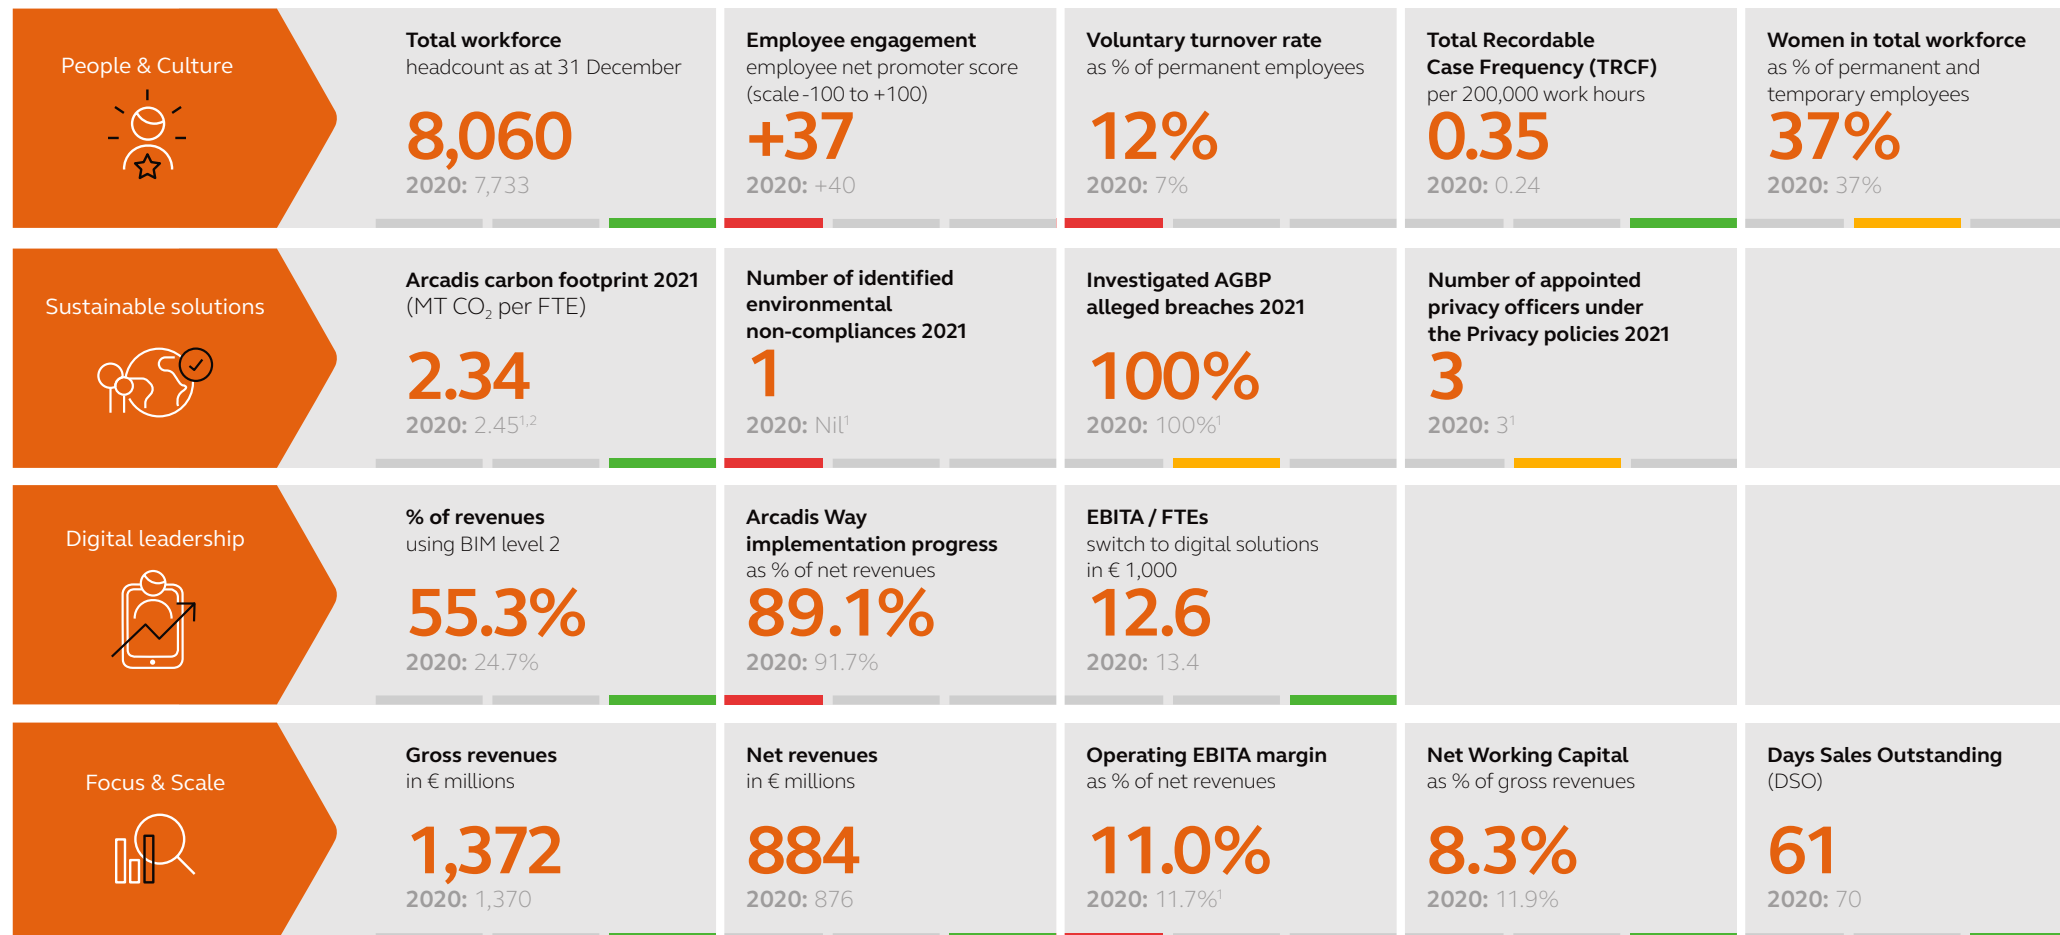 People & Culture
Total workforce
headcount as at 31 December
8,060
2020: 7,733
Employee engagement
employee net promoter score
(scale -100 to +100)
+37
2020: +40
Voluntary turnover rate
as % of permanent employees
12%
2020: 7%
Total Recordable
Case Frequency (TRCF)
per 200,000 work hours
0.35
2020: 0.24
Women in total workforce
as % of permanent and
temporary employees
37%
2020: 37%
Sustainable solutions
Arcadis carbon footprint 2021
(MT CO₂ per FTE)
2.34
2020: 2.45¹,²
Number of identified
environmental
non-compliances 2021
1
2020: Nil¹
Investigated AGBP
alleged breaches 2021
100%
2020: 100%¹
Number of appointed
privacy officers under
the Privacy policies 2021
3
2020: 3¹
Digital leadership
% of revenues
using BIM level 2
55.3%
2020: 24.7%
Arcadis Way
implementation progress
as % of net revenues
89.1%
2020: 91.7%
EBITA / FTEs
switch to digital solutions
in € 1,000
12.6
2020: 13.4
Focus & Scale
Gross revenues
in € millions
1,372
2020: 1,370
Net revenues
in € millions
884
2020: 876
Operating EBITA margin
as % of net revenues
11.0%
2020: 11.7%¹
Net Working Capital
as % of gross revenues
8.3%
2020: 11.9%
Days Sales Outstanding
(DSO)
61
2020: 70